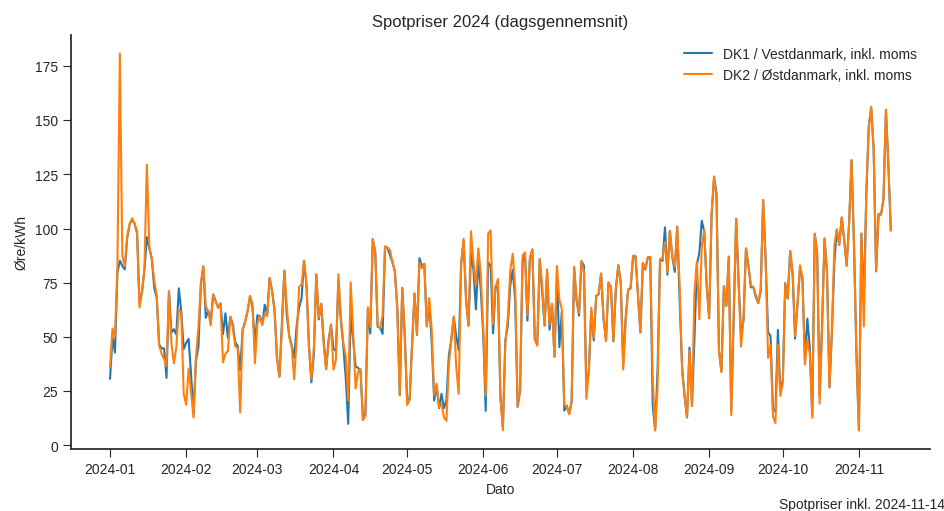 Spotpriser 2024 (dagsgennemsnit)
DK1 / Vestdanmark, inkl. moms
DK2 / Østdanmark, inkl. moms
Øre/kWh
175
150
125
100
75
50
25
0
2024-01 2024-02 2024-03 2024-04 2024-05 2024-06 2024-07 2024-08 2024-09 2024-10 2024-11
Dato
Spotpriser inkl. 2024-11-14